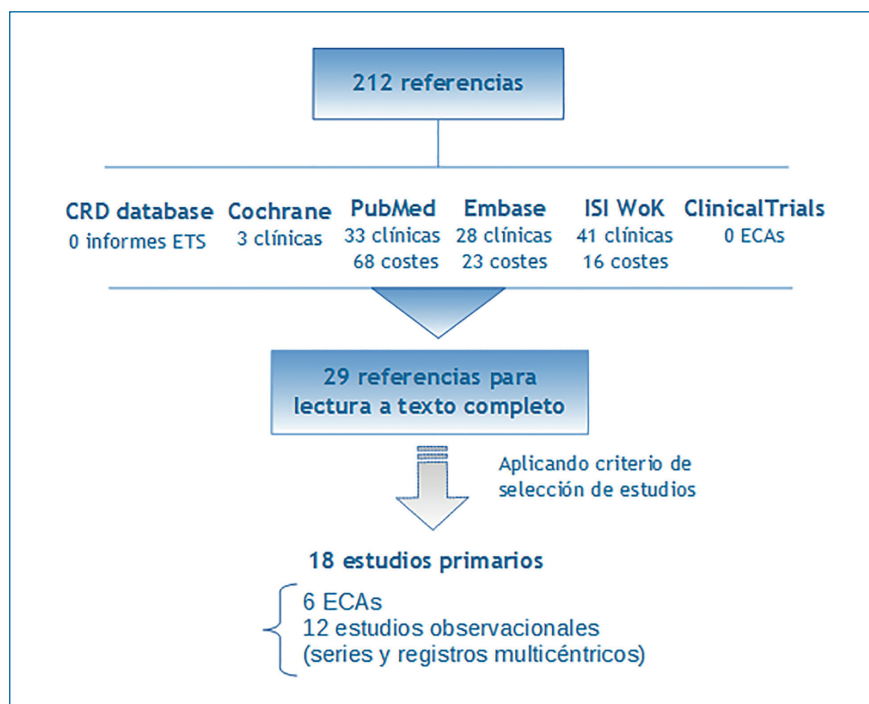 212 referencias
CRD database
0 informes ETS
Cochrane
3 clínicas
PubMed
33 clínicas
68 costes
Embase
28 clínicas
23 costes
ISI WoK
41 clínicas
16 costes
ClinicalTrials
0 ECAs
29 referencias para
lectura a texto completo
Aplicando criterio de
selección de estudios
18 estudios primarios
6 ECAs
12 estudios observacionales
(series y registros multicéntricos)